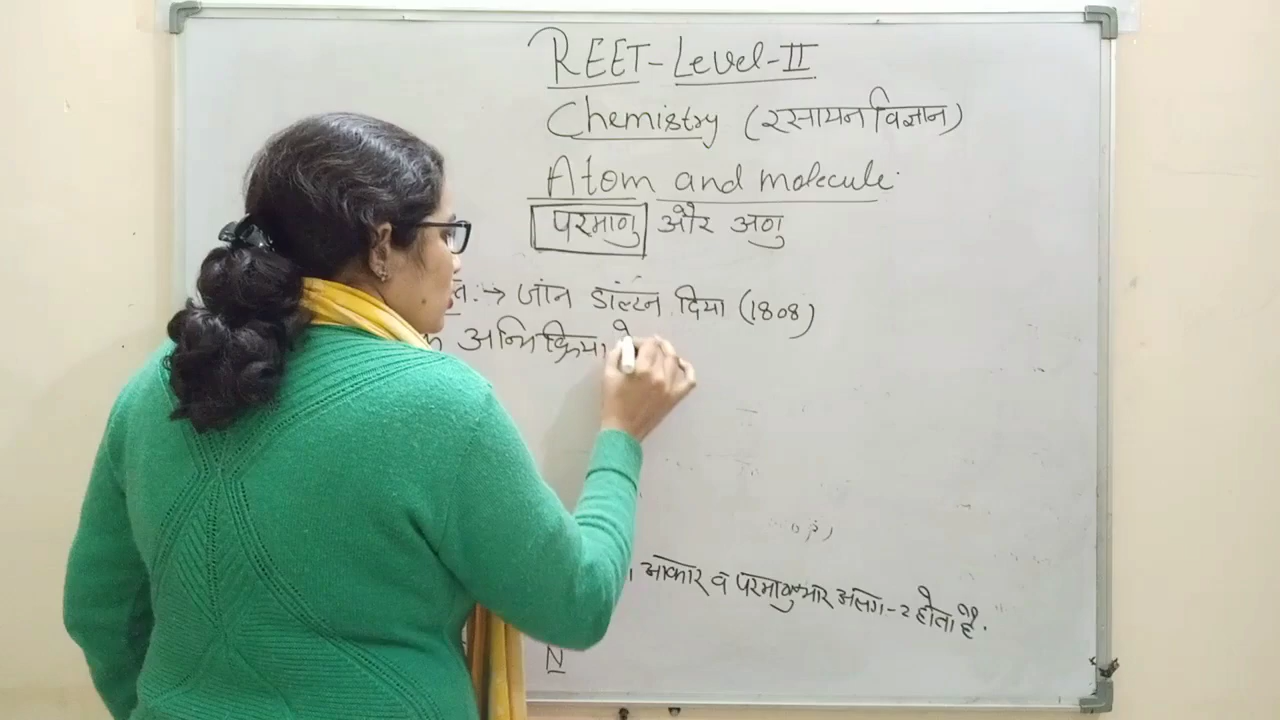 REET-Level-II
Chemistry (रसायन विज्ञान)
Atom and molecule
परमाणु और अणु
→ जॉन डॉल्टन दिया (1808)
अभिक्रिया
आकार व परमाणुभार अलग-2 होता है.
N